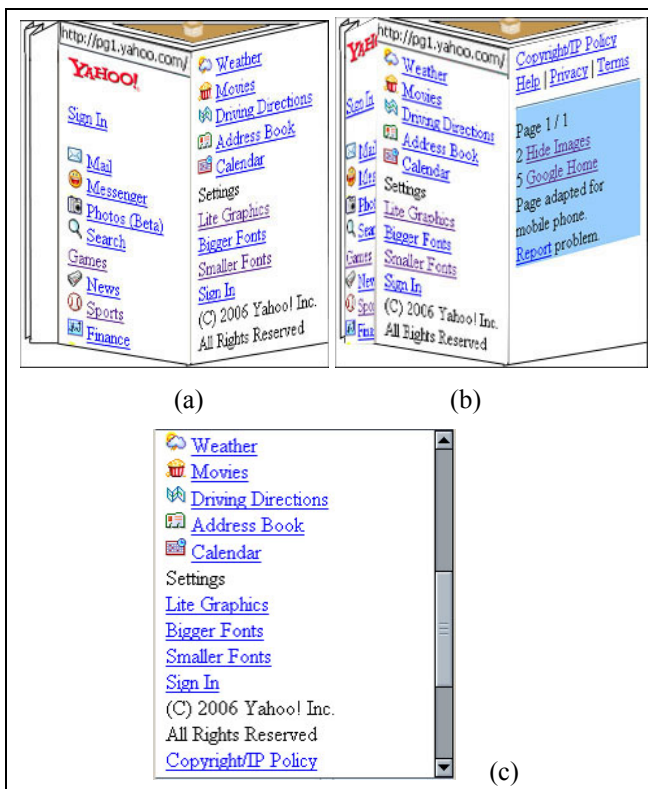 http://pg1.yahoo.com/
YAHOO!
Sign In
Mail
Messenger
Photos (Beta)
Search
Games
News
Sports
Finance
Weather
Movies
Driving Directions
Address Book
Calendar
Settings
Lite Graphics
Bigger Fonts
Smaller Fonts
Sign In
(C) 2006 Yahoo! Inc.
All Rights Reserved
(a)
http://pg1.yahoo.com/
Weather
Movies
Driving Directions
Address Book
Calendar
Settings
Lite Graphics
Bigger Fonts
Smaller Fonts
Sign In
(C) 2006 Yahoo! Inc.
All Rights Reserved
Copyright/IP Policy
Help | Privacy | Terms
Page 1 / 1
2 Hide Images
5 Google Home
Page adapted for
mobile phone.
Report problem.
(b)
Weather
Movies
Driving Directions
Address Book
Calendar
Settings
Lite Graphics
Bigger Fonts
Smaller Fonts
Sign In
(C) 2006 Yahoo! Inc.
All Rights Reserved
Copyright/IP Policy
(c)